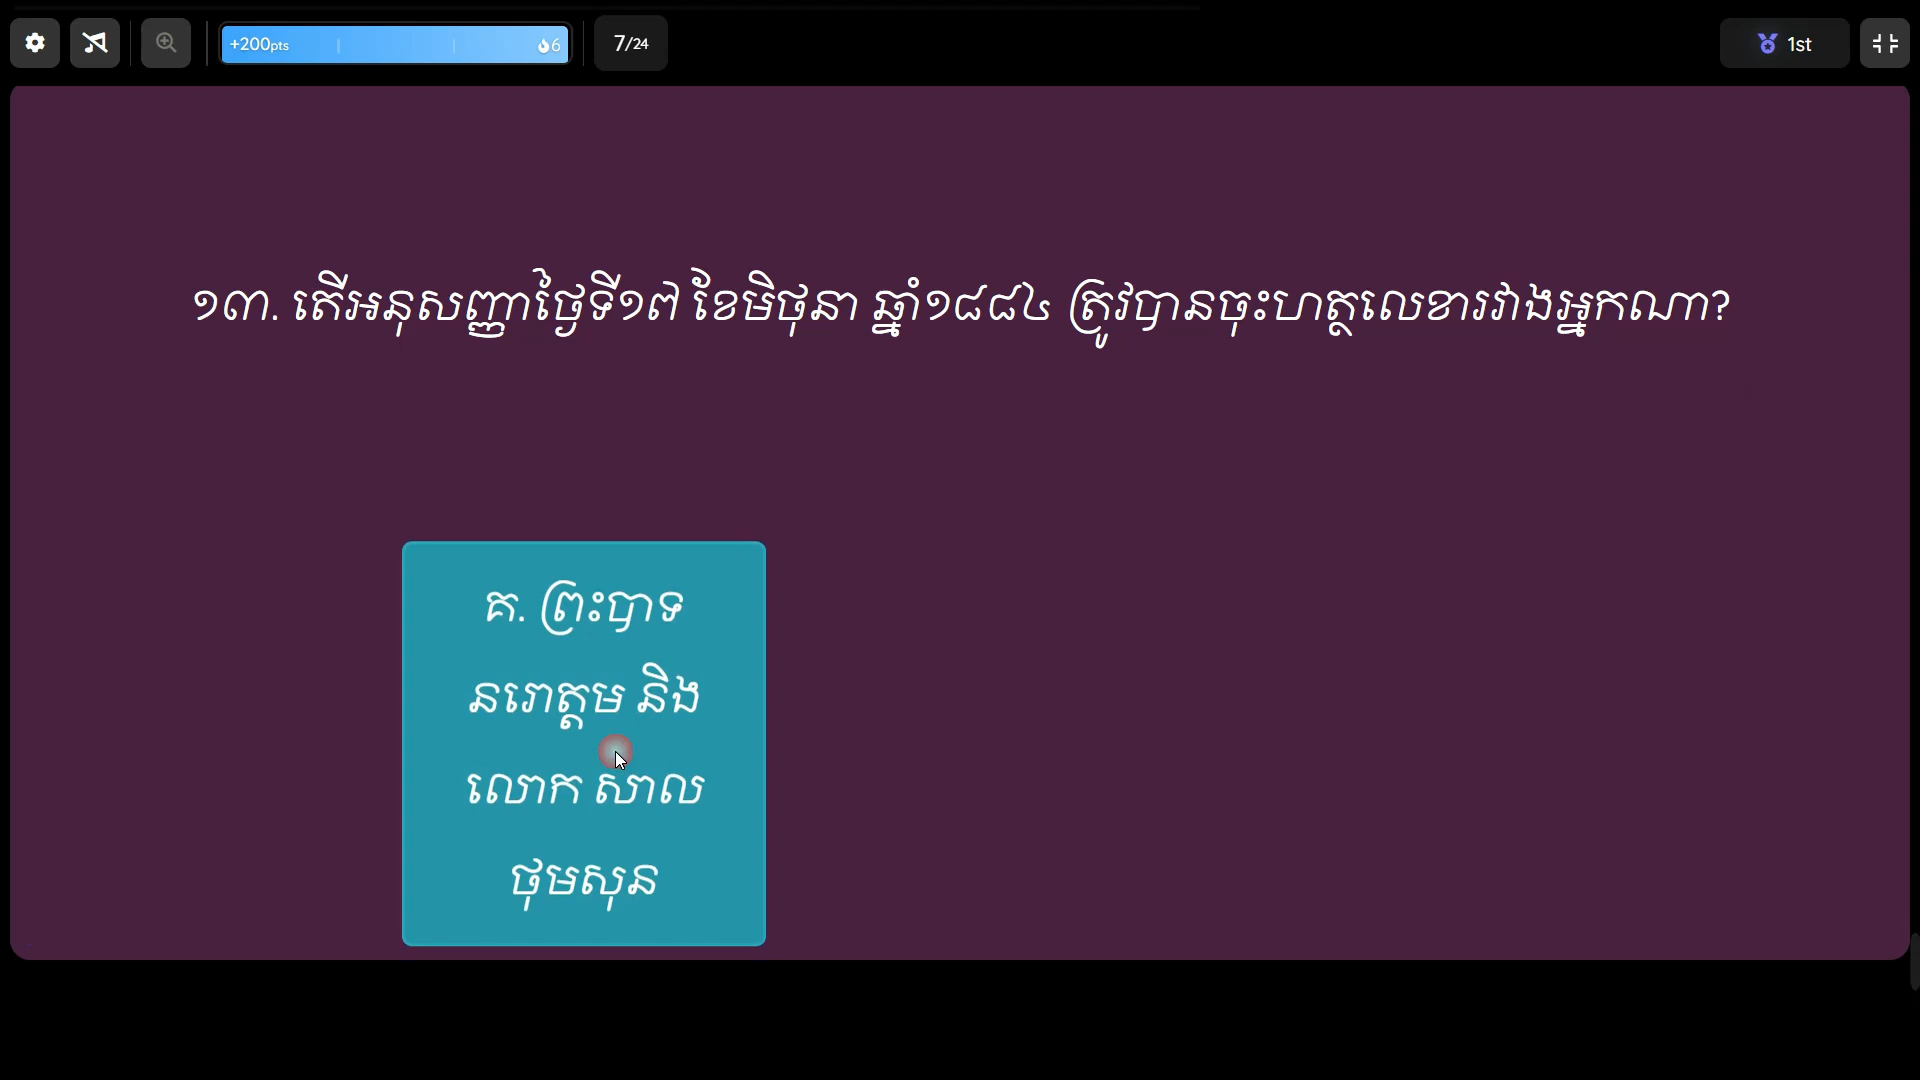 +200pts
6
7/24
1st
១៣. តើអនុសញ្ញាថ្ងៃទី១៧ ខែមិថុនា ឆ្នាំ១៨៨៤ ត្រូវបានចុះហត្ថលេខារវាងអ្នកណា?
គ. ព្រះបាទ
នរោត្តម និង
លោក សាល
ថុមសុន